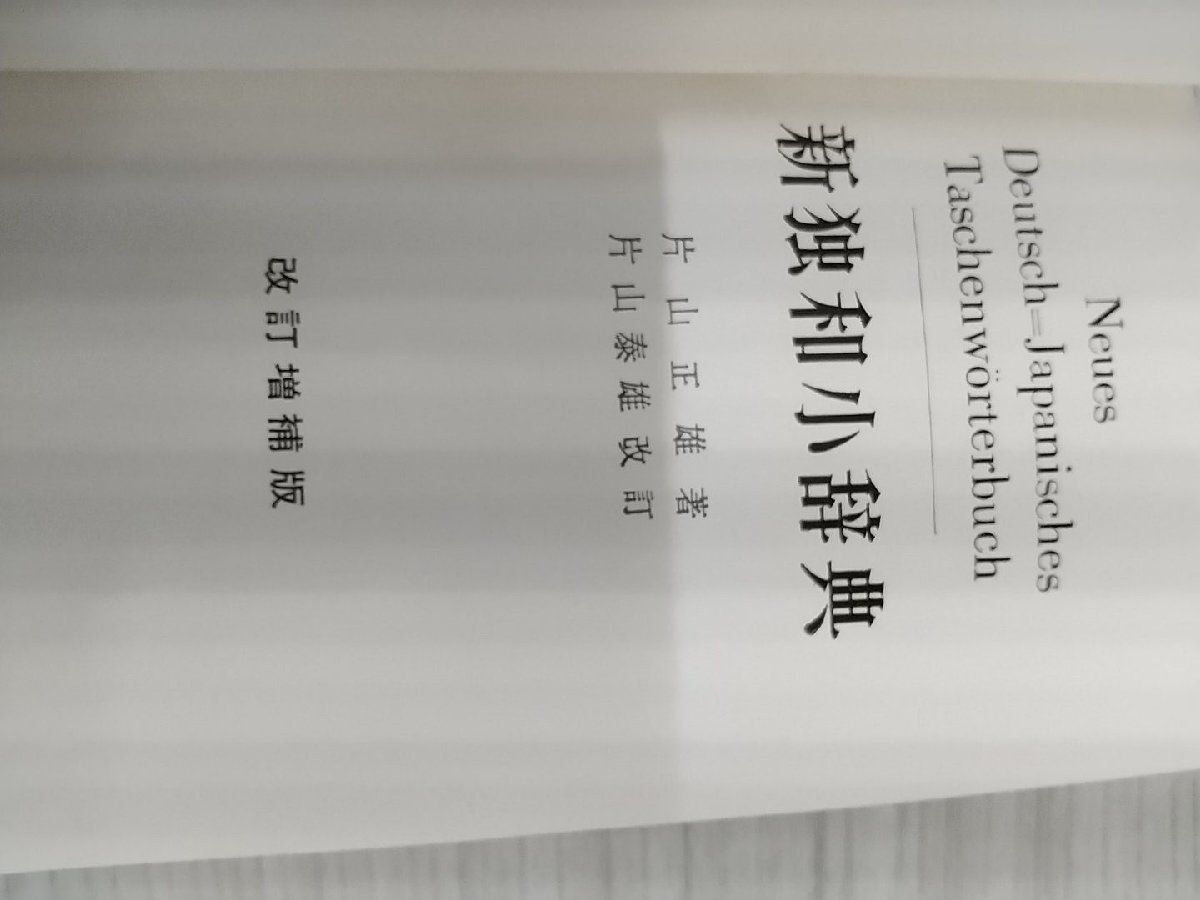 Neues
Deutsch=Japanisches
Taschenwörterbuch
新独和小辞典
片山正雄著
片山泰雄改訂
改訂増補版